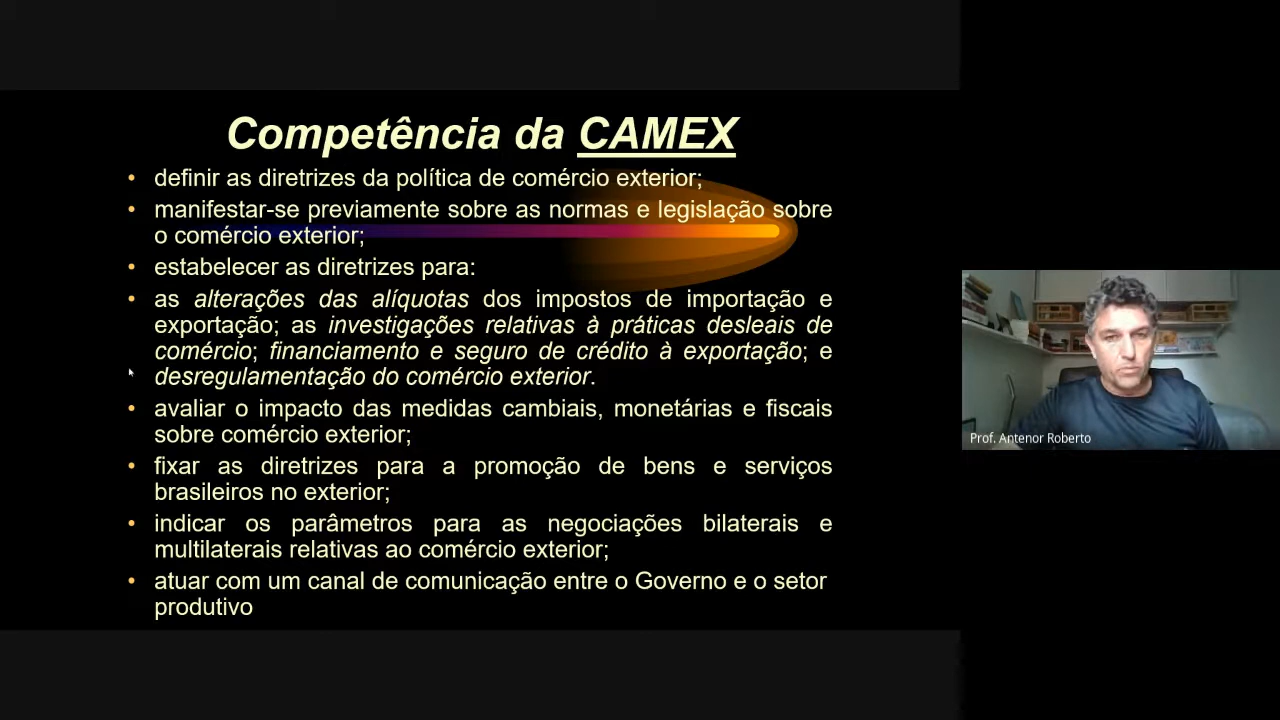 Competência da CAMEX
definir as diretrizes da política de comércio exterior;
manifestar-se previamente sobre as normas e legislação sobre
o comércio exterior;
estabelecer as diretrizes para:
as alterações das alíquotas dos impostos de importação e
exportação; as investigações relativas à práticas desleais de
comércio; financiamento e seguro de crédito à exportação; e
desregulamentação do comércio exterior.
avaliar o impacto das medidas cambiais, monetárias e fiscais
sobre comércio exterior;
fixar as diretrizes para a promoção de bens e serviços
brasileiros no exterior;
indicar os parâmetros para as negociações bilaterais e
multilaterais relativas ao comércio exterior;
atuar com um canal de comunicação entre o Governo e o setor
produtivo
Prof. Antenor Roberto